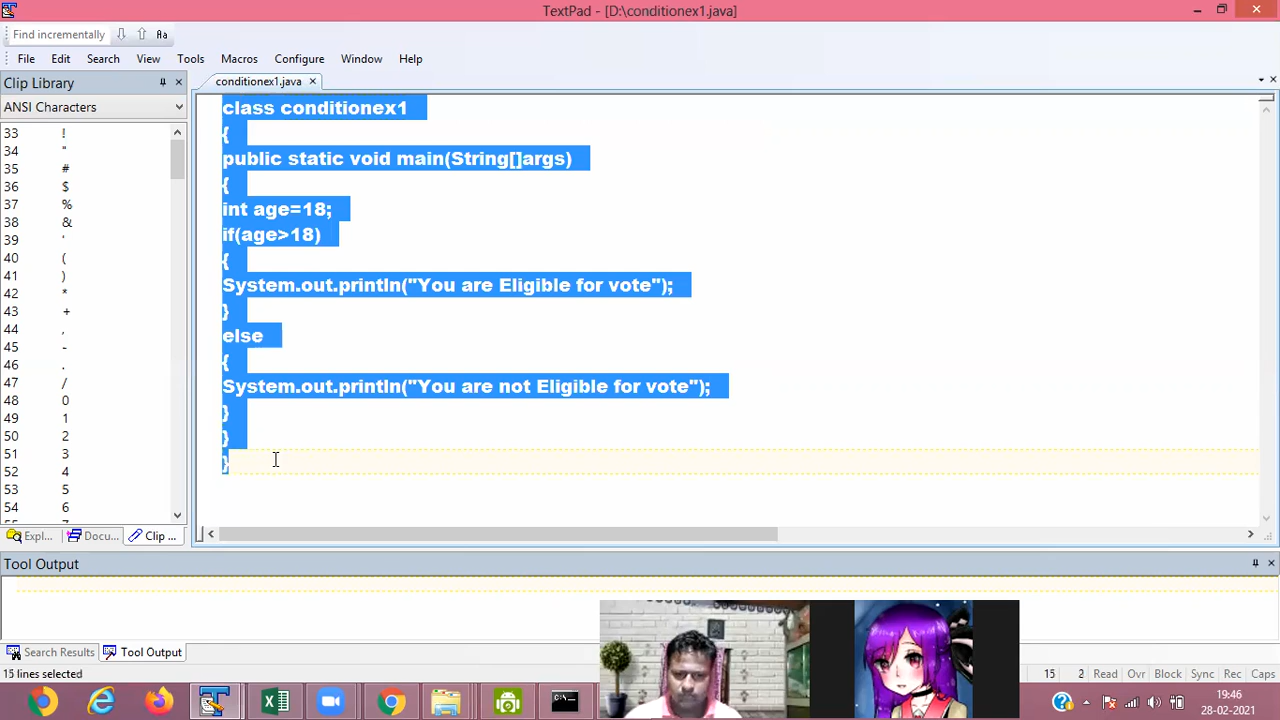 TextPad - [D:\conditionex1.java]
Find incrementally
Aa
File Edit Search View Tools Macros Configure Window Help
Clip Library
ANSI Characters
33 !
34 "
35 #
36 $
37 %
38 &
39 '
40 (
41 )
42 *
43 +
44 ,
45 -
46 .
47 /
48 0
49 1
50 2
51 3
52 4
53 5
54 6
Expl... Docu... Clip ...
conditionex1.java
class conditionex1
{
public static void main(String[]args)
{
int age=18;
if(age>18)
{
System.out.println("You are Eligible for vote");
}
else
{
System.out.println("You are not Eligible for vote");
}
}
}
Tool Output
Search Results Tool Output
15 lines selected
15 2 Read Ovr Block Sync Rec Caps
19:46
28-02-2021